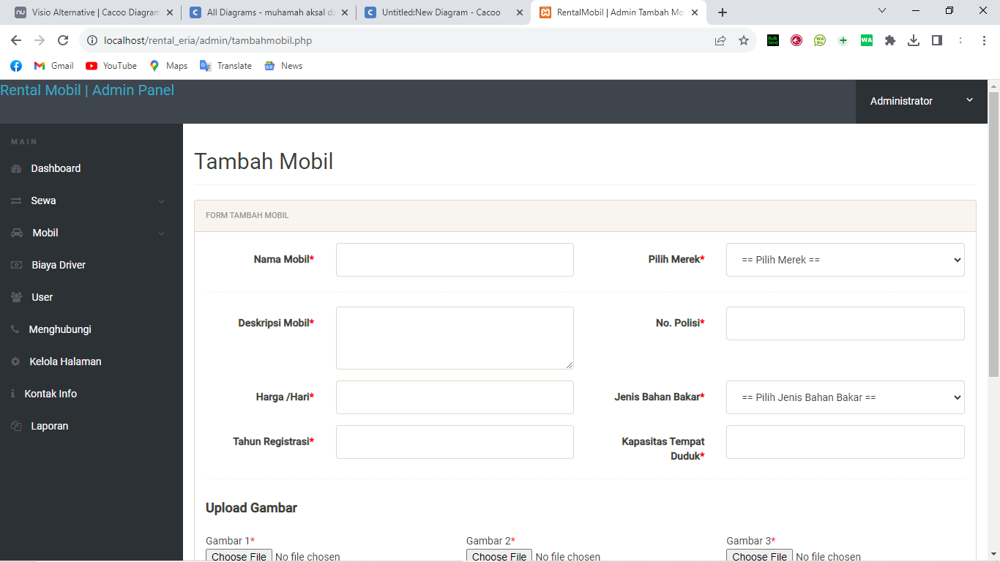 Visio Alternative | Cacoo Diagram
All Diagrams - muhamah aksal dz
Untitled:New Diagram - Cacoo
RentalMobil | Admin Tambah Mo
localhost/rental_eria/admin/tambahmobil.php
Gmail
YouTube
Maps
Translate
News
Rental Mobil | Admin Panel
Administrator
MAIN
Dashboard
Sewa
Mobil
Biaya Driver
User
Menghubungi
Kelola Halaman
Kontak Info
Laporan
Tambah Mobil
FORM TAMBAH MOBIL
Nama Mobil*
Pilih Merek*
== Pilih Merek ==
Deskripsi Mobil*
No. Polisi*
Harga /Hari*
Jenis Bahan Bakar*
== Pilih Jenis Bahan Bakar ==
Tahun Registrasi*
Kapasitas Tempat
Duduk*
Upload Gambar
Gambar 1*
Gambar 2*
Gambar 3*
Choose File No file chosen
Choose File No file chosen
Choose File No file chosen